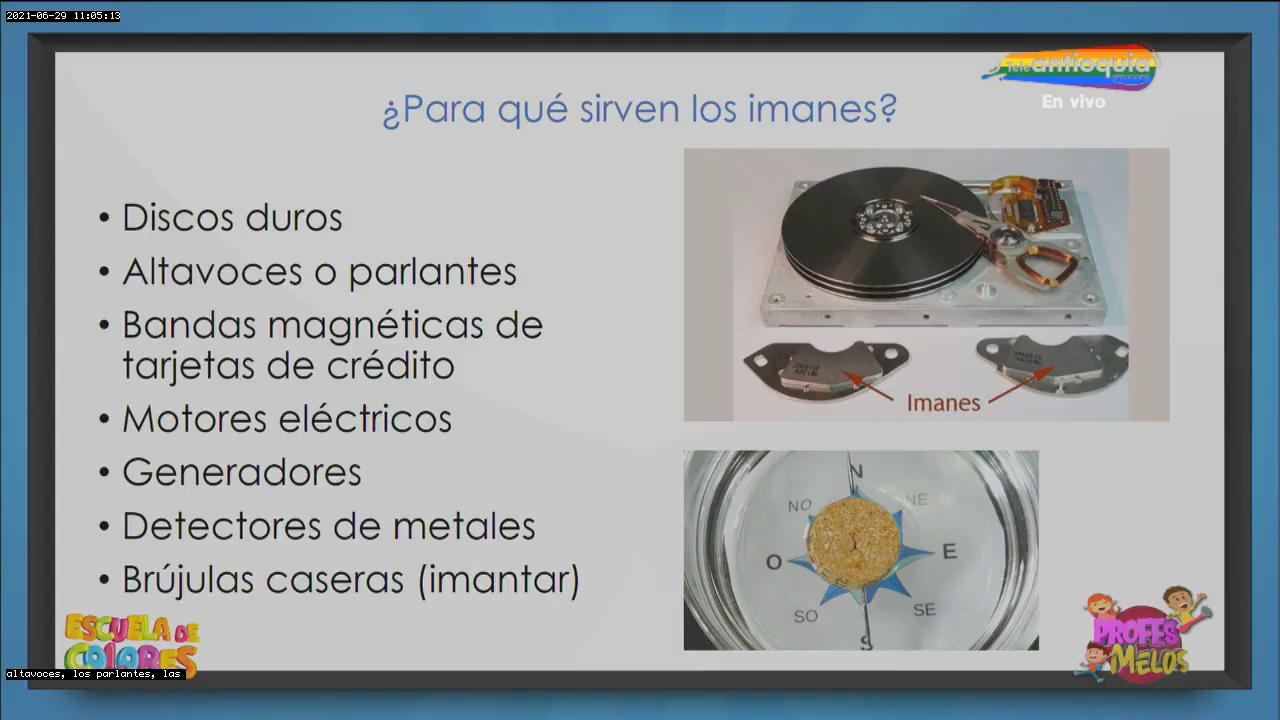 2021-06-29 11:05:13
Teleantioquia
emociona
En vivo
¿Para qué sirven los imanes?
• Discos duros
• Altavoces o parlantes
• Bandas magnéticas de
tarjetas de crédito
• Motores eléctricos
• Generadores
• Detectores de metales
• Brújulas caseras (imantar)
Imanes
N
NO
NE
O
E
SO
SE
S
ESCUELA DE
COLORES
PROFES
MELOS
altavoces, los parlantes, las